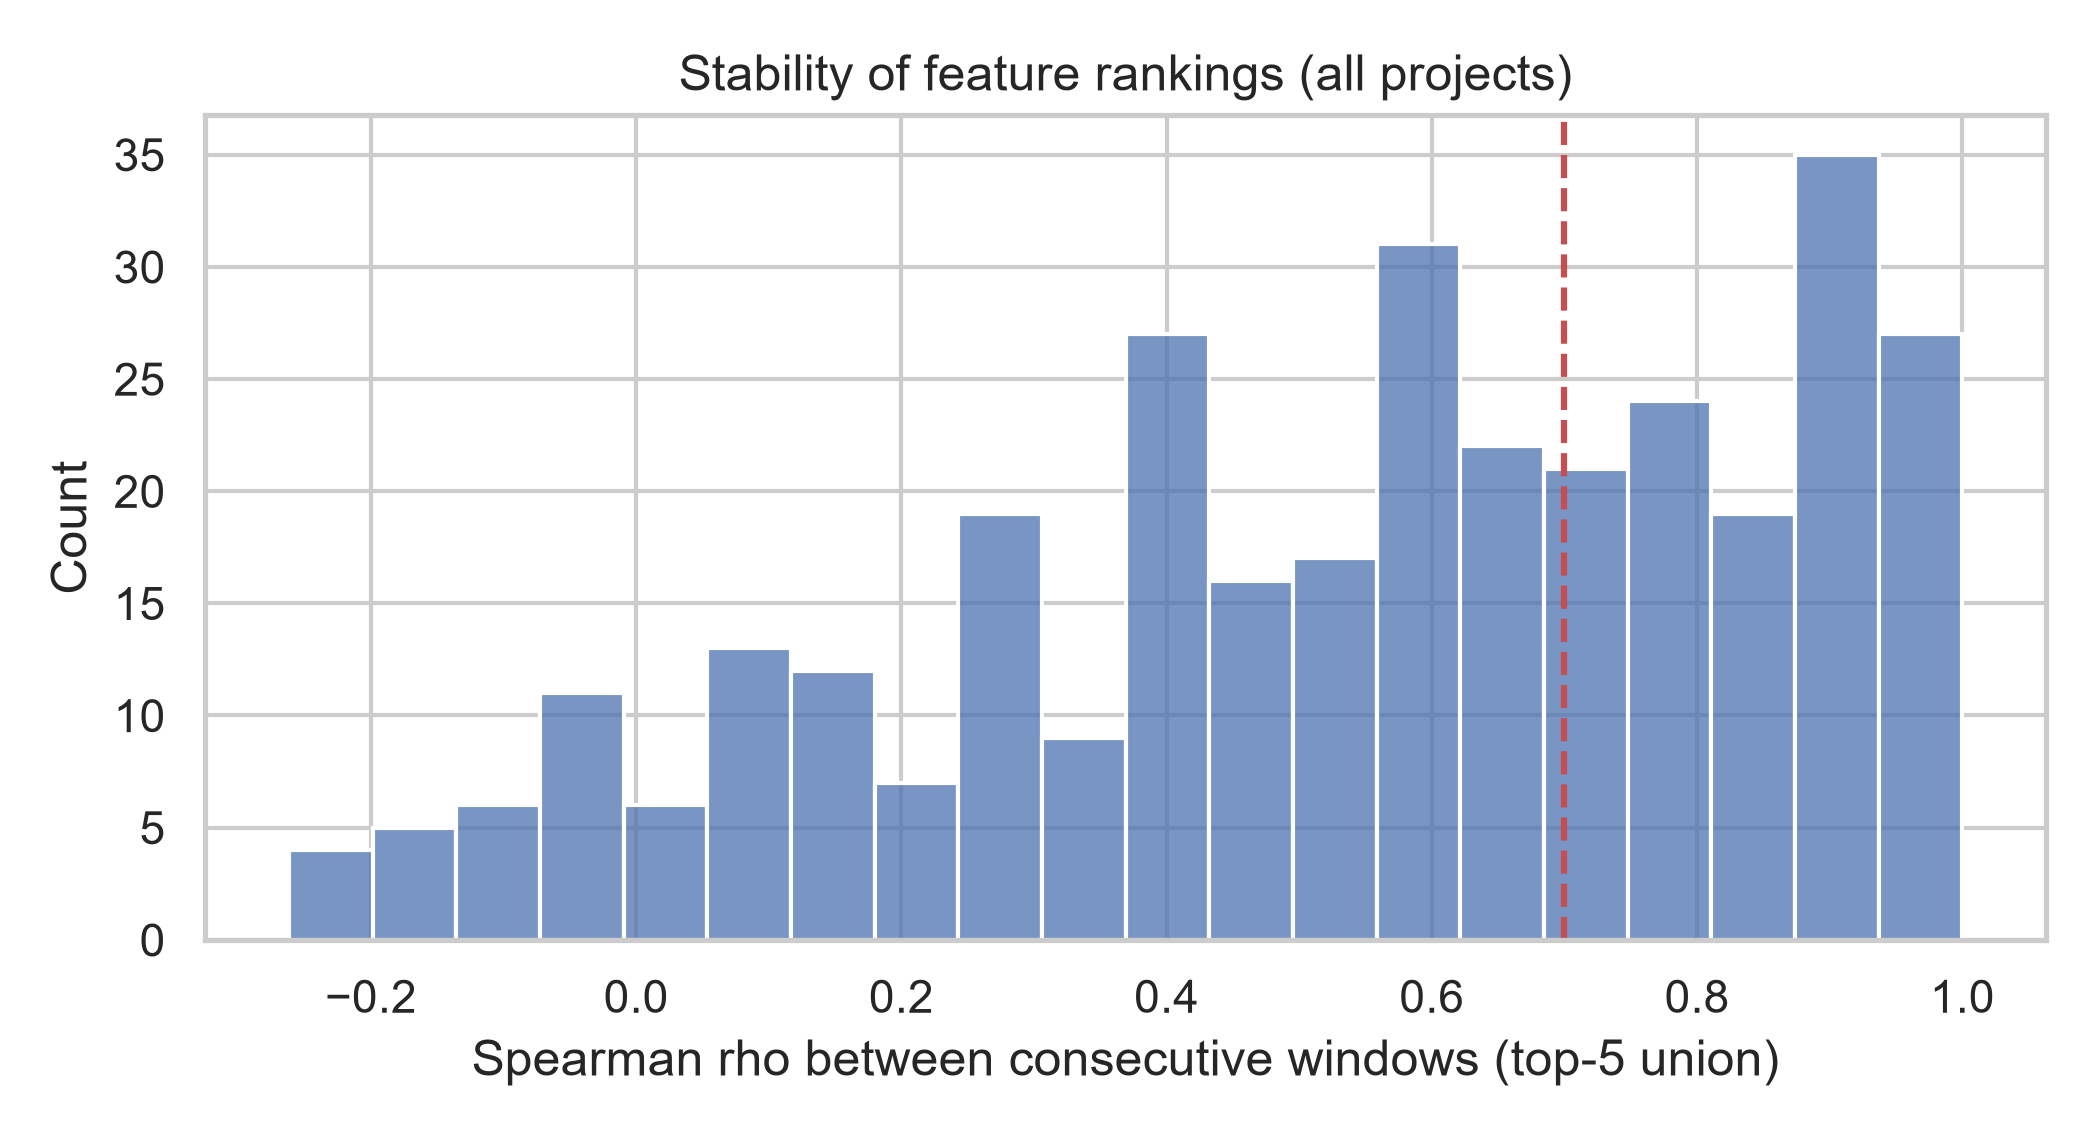 Stability of feature rankings (all projects)
35
30
25
20
15
10
5
0
Count
−0.2 0.0 0.2 0.4 0.6 0.8 1.0
Spearman rho between consecutive windows (top-5 union)